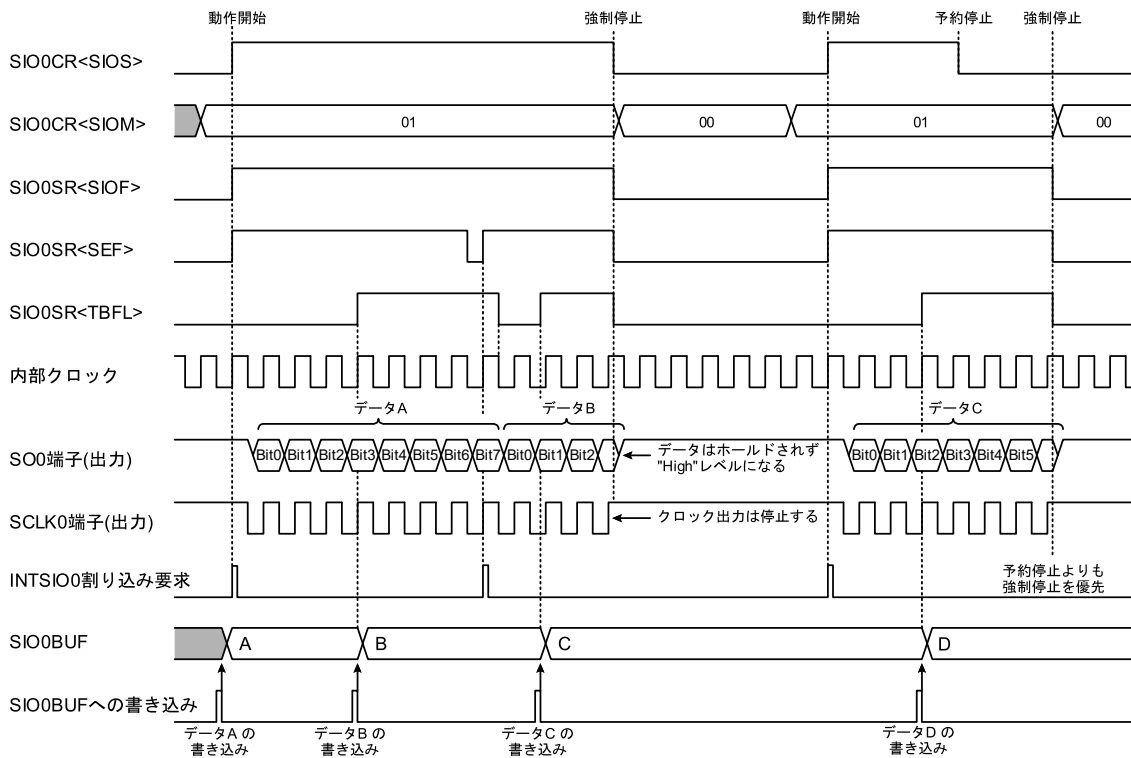 動作開始
強制停止
動作開始
予約停止
強制停止
SIO0CR<SIOS>
SIO0CR<SIOM>
01
00
01
00
SIO0SR<SIOF>
SIO0SR<SEF>
SIO0SR<TBFL>
内部クロック
データA
データB
データC
SO0端子(出力)
Bit0
Bit1
Bit2
Bit3
Bit4
Bit5
Bit6
Bit7
Bit0
Bit1
Bit2
データはホールドされず
"High"レベルになる
Bit0
Bit1
Bit2
Bit3
Bit4
Bit5
SCLK0端子(出力)
クロック出力は停止する
INTSIO0割り込み要求
予約停止よりも
強制停止を優先
SIO0BUF
A
B
C
D
SIO0BUFへの書き込み
データA の
書き込み
データB の
書き込み
データC の
書き込み
データD の
書き込み